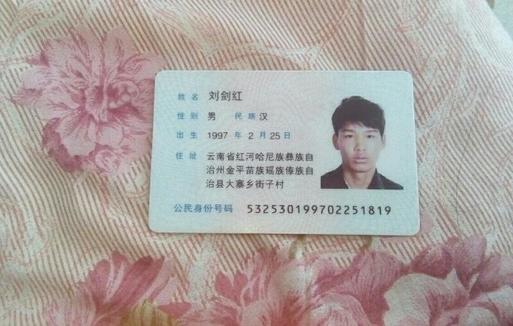 姓名 刘剑红
性别 男 民族 汉
出生 1997 年 2 月 25 日
住址 云南省红河哈尼族彝族自
治州金平苗族瑶族傣族自
治县大寨乡街子村
公民身份号码 532530199702251819